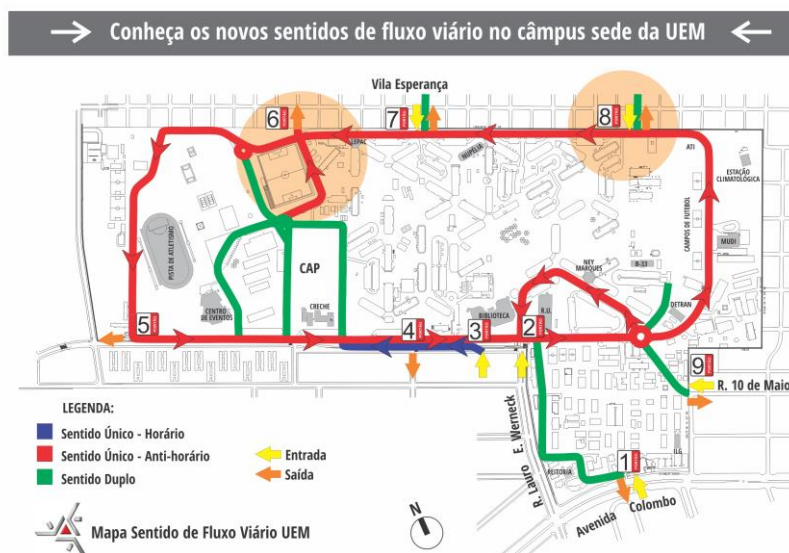 Conheça os novos sentidos de fluxo viário no câmpus sede da UEM
Vila Esperança
6
7
8
LEPAC
NUPÉLIA
ATI
ESTAÇÃO
CLIMATOLÓGICA
CAMPOS DE FUTEBOL
PISTA DE ATLETISMO
MUDI
NEY
MARQUES
B-33
CAP
DETRAN
CENTRO
DE EVENTOS
CRECHE
BIBLIOTECA
R.U.
5
4
3
2
9
R. 10 de Maio
LEGENDA:
Sentido Único - Horário
Sentido Único - Anti-horário
Sentido Duplo
Entrada
Saída
R. Lauro E. Werneck
REITORIA
1
ILG
Avenida Colombo
N
Mapa Sentido de Fluxo Viário UEM